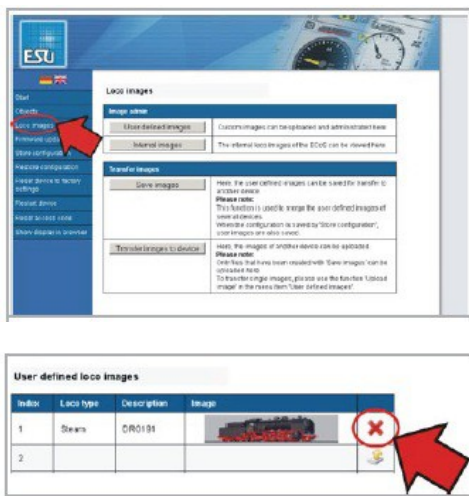 ESU
Loco images
Start
Objects
Loco images
Firmware update
Store configuration
Restore configuration
Reset device to factory
settings
Restart device
Show display in browser
Image admin
User defined images
Custom images can be uploaded and administrated here
Internal images
The internal loco images of the ECoS can be viewed here
Transfer images
Save images
Here, the user defined images can be saved for transfer to
another device.
Please note:
This function is used to merge the user defined images of
several devices.
When the configuration is saved by "Store configuration",
user images are also saved.
Transfer images to device
Here, the images of another device can be uploaded.
Please note:
Only files that have been created with 'Save images' can be
uploaded here.
To transfer single images, please use the function 'Upload
image' in the menu item 'User defined images'.
User defined loco images
Index Loco type Description Image
1 Steam DR0191
2